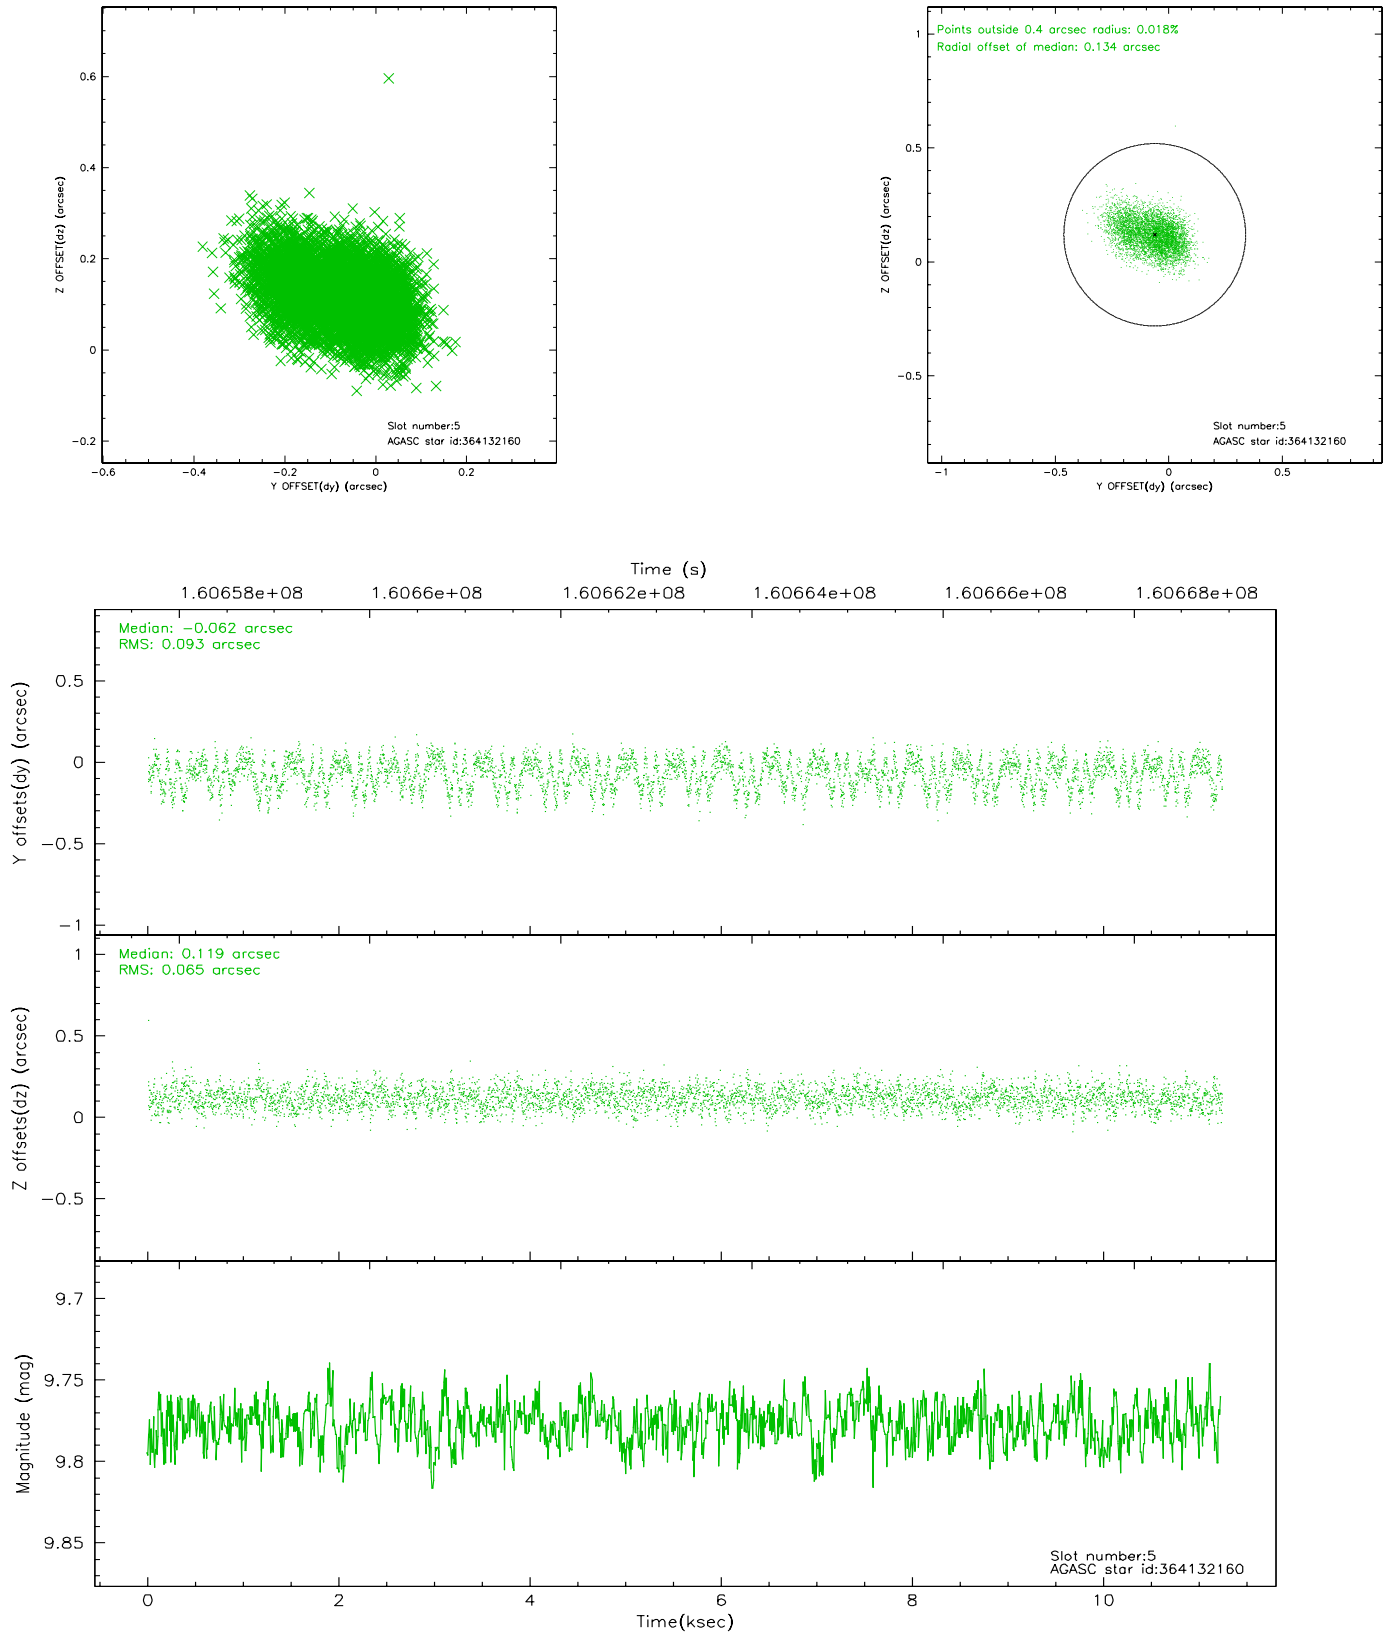 0.6
0.4
0.2
0
−0.2
Z OFFSET(dz) (arcsec)
Slot number:5
AGASC star id:364132160
−0.6 −0.4 −0.2 0 0.2
Y OFFSET(dy) (arcsec)
Points outside 0.4 arcsec radius: 0.018%
Radial offset of median: 0.134 arcsec
1
0.5
0
−0.5
Z OFFSET(dz) (arcsec)
Slot number:5
AGASC star id:364132160
−1 −0.5 0 0.5
Y OFFSET(dy) (arcsec)
Time (s)
1.60658e+08 1.6066e+08 1.60662e+08 1.60664e+08 1.60666e+08 1.60668e+08
Median: −0.062 arcsec
RMS: 0.093 arcsec
0.5
0
−0.5
−1
Y offsets(dy) (arcsec)
Median: 0.119 arcsec
RMS: 0.065 arcsec
1
0.5
0
−0.5
Z offsets(dz) (arcsec)
9.7
9.75
9.8
9.85
Magnitude (mag)
Slot number:5
AGASC star id:364132160
0 2 4 6 8 10
Time(ksec)